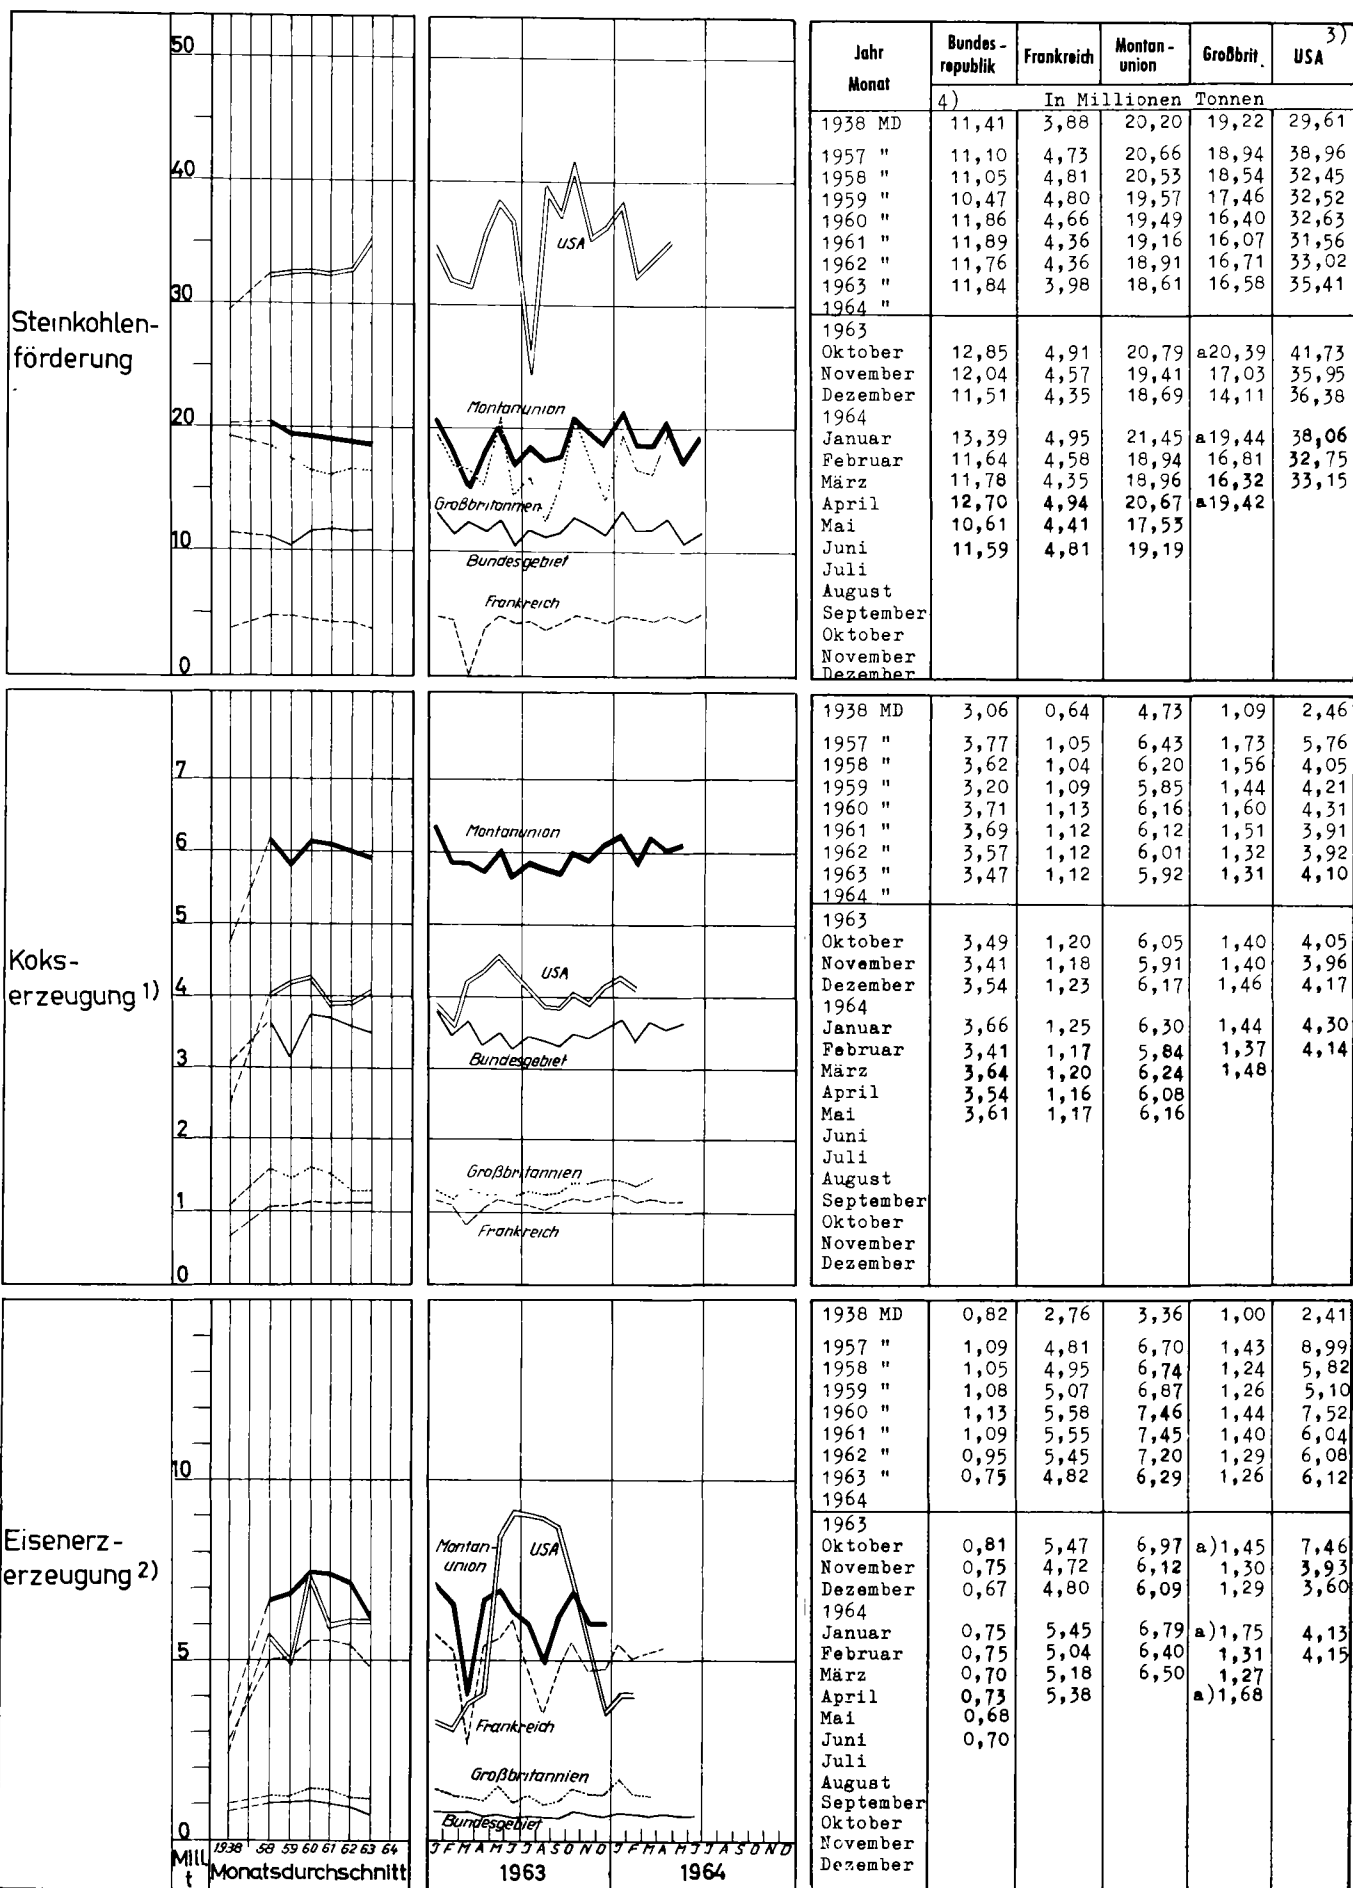 Jahr Monat | Bundes-republik | Frankreich | Montan-union | Großbrit. | USA 3)
4) In Millionen Tonnen
Steinkohlen-
förderung
50
40
30
20
10
0
USA
Montanunion
Großbritannien
Bundesgebiet
Frankreich
1938 MD 11,41 3,88 20,20 19,22 29,61
1957 " 11,10 4,73 20,66 18,94 38,96
1958 " 11,05 4,81 20,53 18,54 32,45
1959 " 10,47 4,80 19,57 17,46 32,52
1960 " 11,86 4,66 19,49 16,40 32,63
1961 " 11,89 4,36 19,16 16,07 31,56
1962 " 11,76 4,36 18,91 16,71 33,02
1963 " 11,84 3,98 18,61 16,58 35,41
1964 "
1963
Oktober 12,85 4,91 20,79 a20,39 41,73
November 12,04 4,57 19,41 17,03 35,95
Dezember 11,51 4,35 18,69 14,11 36,38
1964
Januar 13,39 4,95 21,45 a19,44 38,06
Februar 11,64 4,58 18,94 16,81 32,75
März 11,78 4,35 18,96 16,32 33,15
April 12,70 4,94 20,67 a19,42
Mai 10,61 4,41 17,53
Juni 11,59 4,81 19,19
Juli
August
September
Oktober
November
Dezember
Koks-
erzeugung 1)
7
6
5
4
3
2
1
0
Montanunion
USA
Bundesgebiet
Großbritannien
Frankreich
1938 MD 3,06 0,64 4,73 1,09 2,46
1957 " 3,77 1,05 6,43 1,73 5,76
1958 " 3,62 1,04 6,20 1,56 4,05
1959 " 3,20 1,09 5,85 1,44 4,21
1960 " 3,71 1,13 6,16 1,60 4,31
1961 " 3,69 1,12 6,12 1,51 3,91
1962 " 3,57 1,12 6,01 1,32 3,92
1963 " 3,47 1,12 5,92 1,31 4,10
1964 "
1963
Oktober 3,49 1,20 6,05 1,40 4,05
November 3,41 1,18 5,91 1,40 3,96
Dezember 3,54 1,23 6,17 1,46 4,17
1964
Januar 3,66 1,25 6,30 1,44 4,30
Februar 3,41 1,17 5,84 1,37 4,14
März 3,64 1,20 6,24 1,48
April 3,54 1,16 6,08
Mai 3,61 1,17 6,16
Juni
Juli
August
September
Oktober
November
Dezember
Eisenerz-
erzeugung 2)
10
5
0
Mill. t
Montan-
union
USA
Frankreich
Großbritannien
Bundesgebiet
1938 58 59 60 61 62 63 64
Monatsdurchschnitt
J F M A M J J A S O N D J F M A M J J A S O N D
1963 1964
1938 MD 0,82 2,76 3,36 1,00 2,41
1957 " 1,09 4,81 6,70 1,43 8,99
1958 " 1,05 4,95 6,74 1,24 5,82
1959 " 1,08 5,07 6,87 1,26 5,10
1960 " 1,13 5,58 7,46 1,44 7,52
1961 " 1,09 5,55 7,45 1,40 6,04
1962 " 0,95 5,45 7,20 1,29 6,08
1963 " 0,75 4,82 6,29 1,26 6,12
1964
1963
Oktober 0,81 5,47 6,97 a)1,45 7,46
November 0,75 4,72 6,12 1,30 3,93
Dezember 0,67 4,80 6,09 1,29 3,60
1964
Januar 0,75 5,45 6,79 a)1,75 4,13
Februar 0,75 5,04 6,40 1,31 4,15
März 0,70 5,18 6,50 1,27
April 0,73 5,38 a)1,68
Mai 0,68
Juni 0,70
Juli
August
September
Oktober
November
Dezember